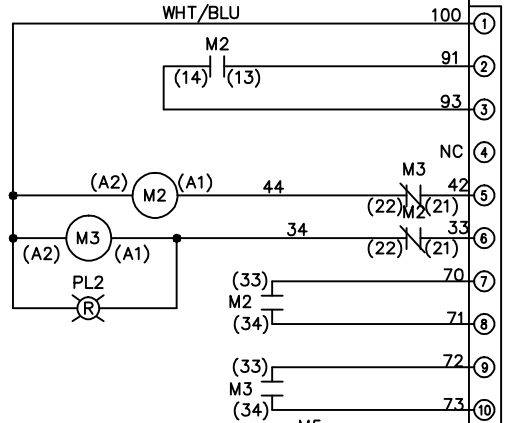 WHT/BLU 100 1
M2 91 2
(14) (13)
93 3
NC 4
M3
(A2) M2 (A1) 44 42 5
(22) (21)
M2
M3 34 33 6
(A2) (A1) (22) (21)
(33) 70 7
PL2
M2
R (34) 71 8
(33) 72 9
M3
(34) 73 10